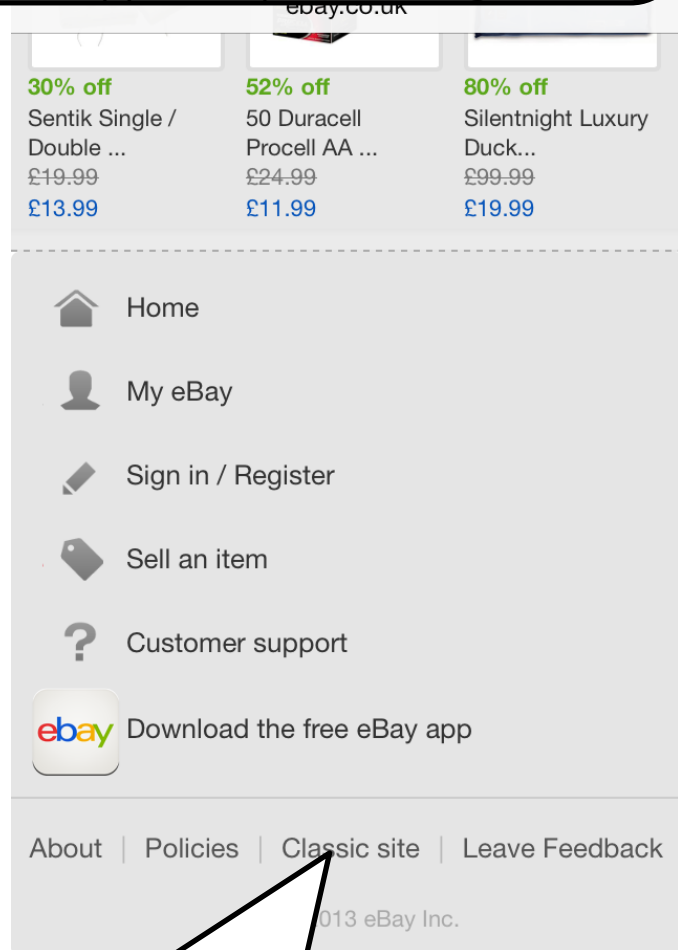 ebay.co.uk
30% off
52% off
80% off
Sentik Single /
Double ...
50 Duracell
Procell AA ...
Silentnight Luxury
Duck...
£19.99
£24.99
£99.99
£13.99
£11.99
£19.99
Home
My eBay
Sign in / Register
Sell an item
Customer support
ebay
Download the free eBay app
About | Policies | Classic site | Leave Feedback
013 eBay Inc.